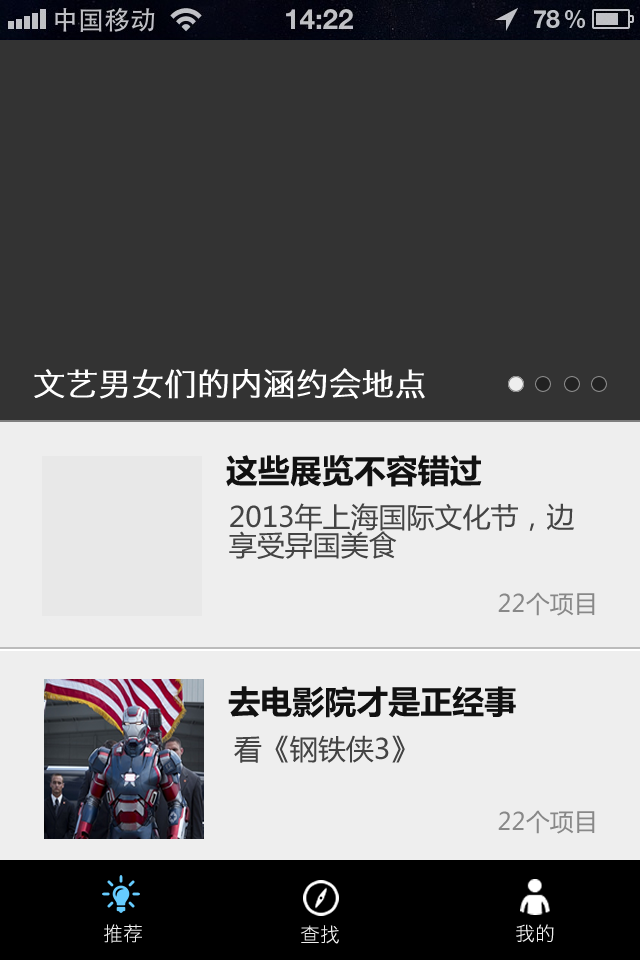 中国移动 14:22 78%
文艺男女们的内涵约会地点
这些展览不容错过
2013年上海国际文化节，边
享受异国美食
22个项目
去电影院才是正经事
看《钢铁侠3》
22个项目
推荐 查找 我的